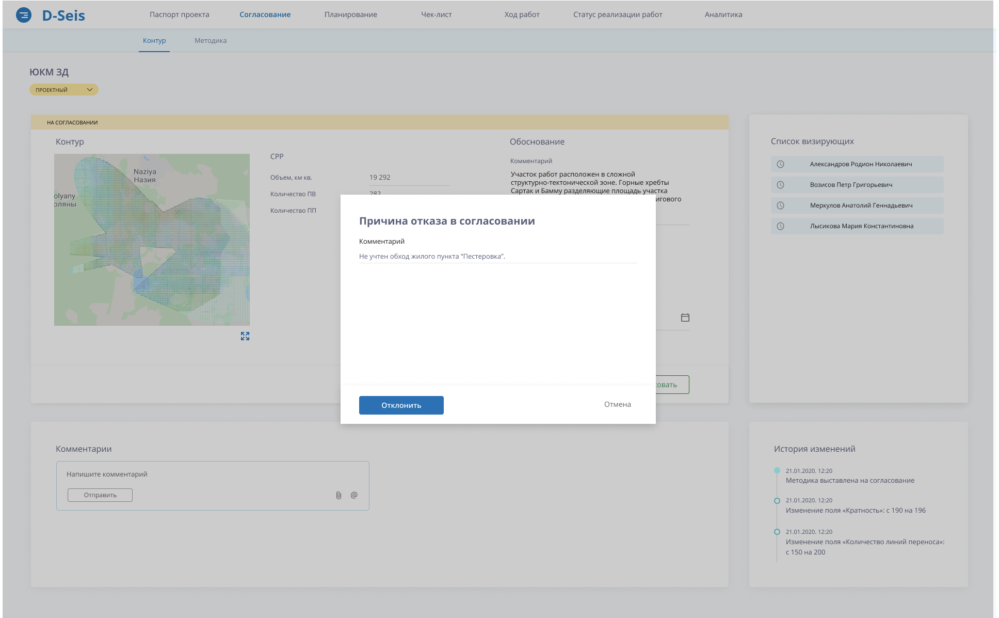 D-Seis
Паспорт проекта
Согласование
Планирование
Чек-лист
Ход работ
Статус реализации работ
Аналитика
Контур
Методика
ЮКМ 3Д
ПРОЕКТНЫЙ
НА СОГЛАСОВАНИИ
Контур
Naziya
Назия
olyany
оляны
СРР
Объем, км кв.
19 292
Количество ПВ
282
Количество ПП
Обоснование
Комментарий
Участок работ расположен в сложной
структурно-тектонической зоне. Горные хребты
Сартак и Бамму разделяющие площадь участка
игового
Список визирующих
Александров Родион Николаевич
Возисов Петр Григорьевич
Меркулов Анатолий Геннадьевич
Лысикова Мария Константиновна
Причина отказа в согласовании
Комментарий
Не учтен обход жилого пункта “Пестеровка”.
Отклонить
Отмена
совать
Комментарии
Напишите комментарий
Отправить
@
История изменений
21.01.2020. 12:20
Методика выставлена на согласование
21.01.2020. 12:20
Изменение поля «Кратность»: с 190 на 196
21.01.2020. 12:20
Изменение поля «Количество линий переноса»:
с 150 на 200